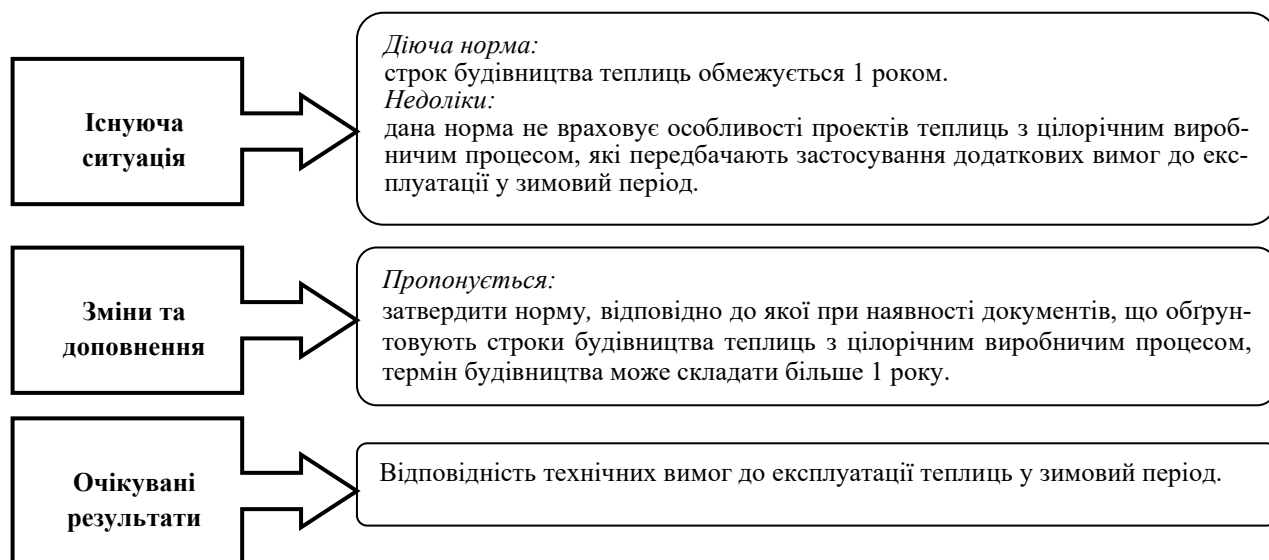 Існуюча
ситуація
Діюча норма:
строк будівництва теплиць обмежується 1 роком.
Недоліки:
дана норма не враховує особливості проектів теплиць з цілорічним вироб-
ничим процесом, які передбачають застосування додаткових вимог до екс-
плуатації у зимовий період.
Зміни та
доповнення
Пропонується:
затвердити норму, відповідно до якої при наявності документів, що обґрун-
товують строки будівництва теплиць з цілорічним виробничим процесом,
термін будівництва може складати більше 1 року.
Очікувані
результати
Відповідність технічних вимог до експлуатації теплиць у зимовий період.